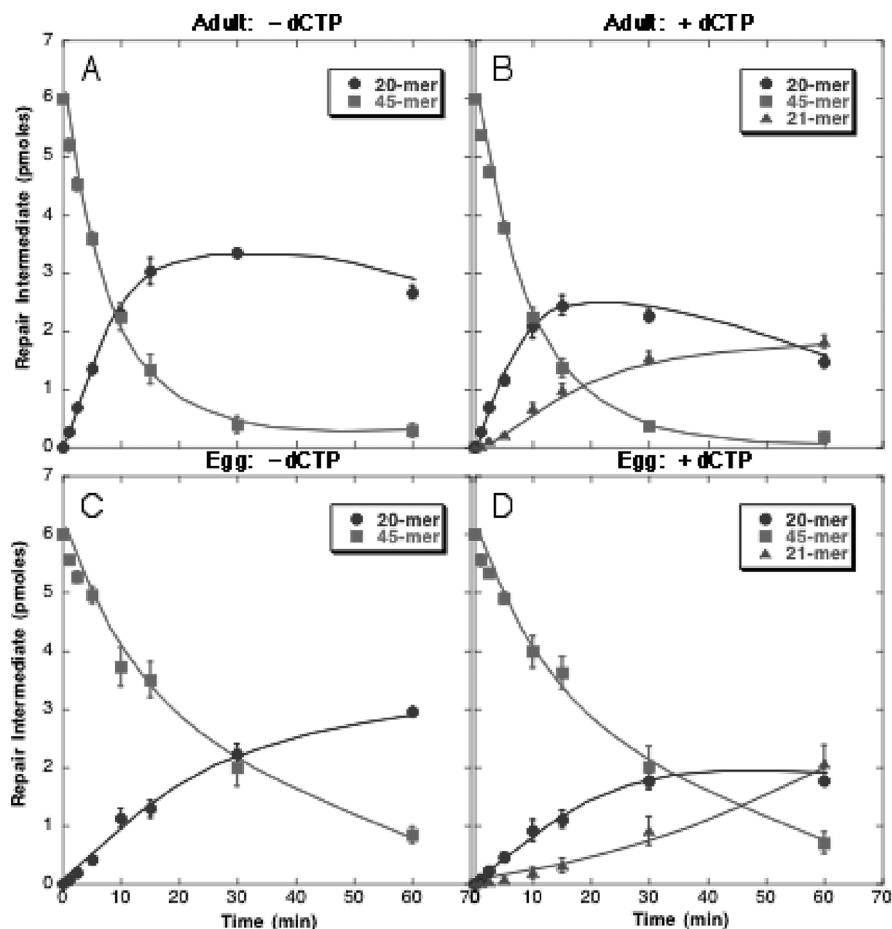 Adult: – dCTP
Adult: + dCTP
Repair Intermediate (pmoles)
7
6
5
4
3
2
1
0
A
20-mer
45-mer
B
20-mer
45-mer
21-mer
Egg: – dCTP
Egg: + dCTP
Repair Intermediate (pmoles)
7
6
5
4
3
2
1
0
C
20-mer
45-mer
D
20-mer
45-mer
21-mer
0 10 20 30 40 50 60 70
0 10 20 30 40 50 60 70
Time (min)
Time (min)